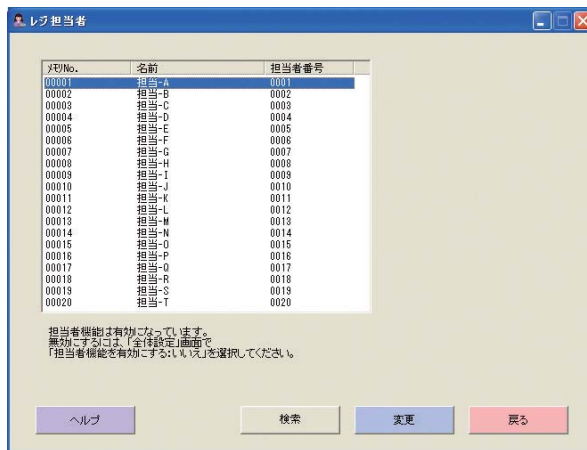 レジ担当者
メモリNo. 名前 担当者番号
00001 担当-A 0001
00002 担当-B 0002
00003 担当-C 0003
00004 担当-D 0004
00005 担当-E 0005
00006 担当-F 0006
00007 担当-G 0007
00008 担当-H 0008
00009 担当-I 0009
00010 担当-J 0010
00011 担当-K 0011
00012 担当-L 0012
00013 担当-M 0013
00014 担当-N 0014
00015 担当-O 0015
00016 担当-P 0016
00017 担当-Q 0017
00018 担当-R 0018
00019 担当-S 0019
00020 担当-T 0020
担当者機能は有効になっています。
無効にするには、「全体設定」画面で
「担当者機能を有効にする:いいえ」を選択してください。
ヘルプ 検索 変更 戻る